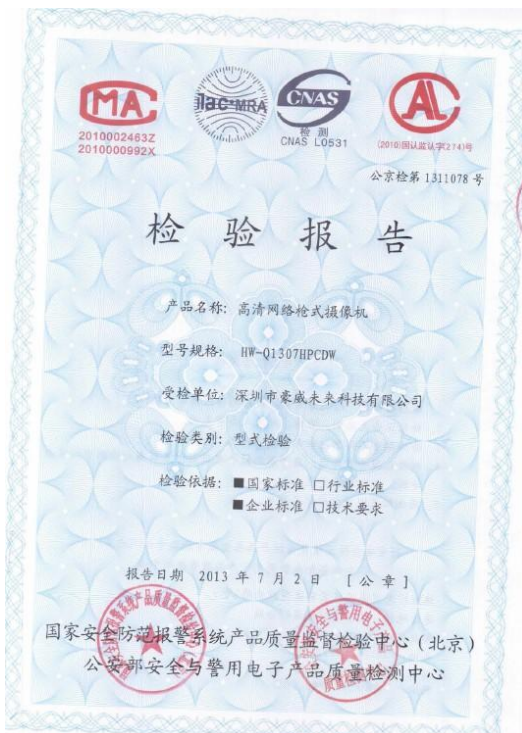 MA
ilac-MRA
CNAS
AL
2010002463Z
2010000992X
检 测
CNAS L0531
(2010)国认监认字(274)号
公京检第 1311078 号
检 验 报 告
产品名称: 高清网络枪式摄像机
型号规格: HW-Q1307HPCDW
受检单位: 深圳市豪威未来科技有限公司
检验类别: 型式检验
检验依据: ■国家标准 □行业标准
■企业标准 □技术要求
报告日期 2013 年 7 月 2 日 [公 章]
国家安全防范报警系统产品质量监督检验中心（北京）
公安部安全与警用电子产品质量检测中心